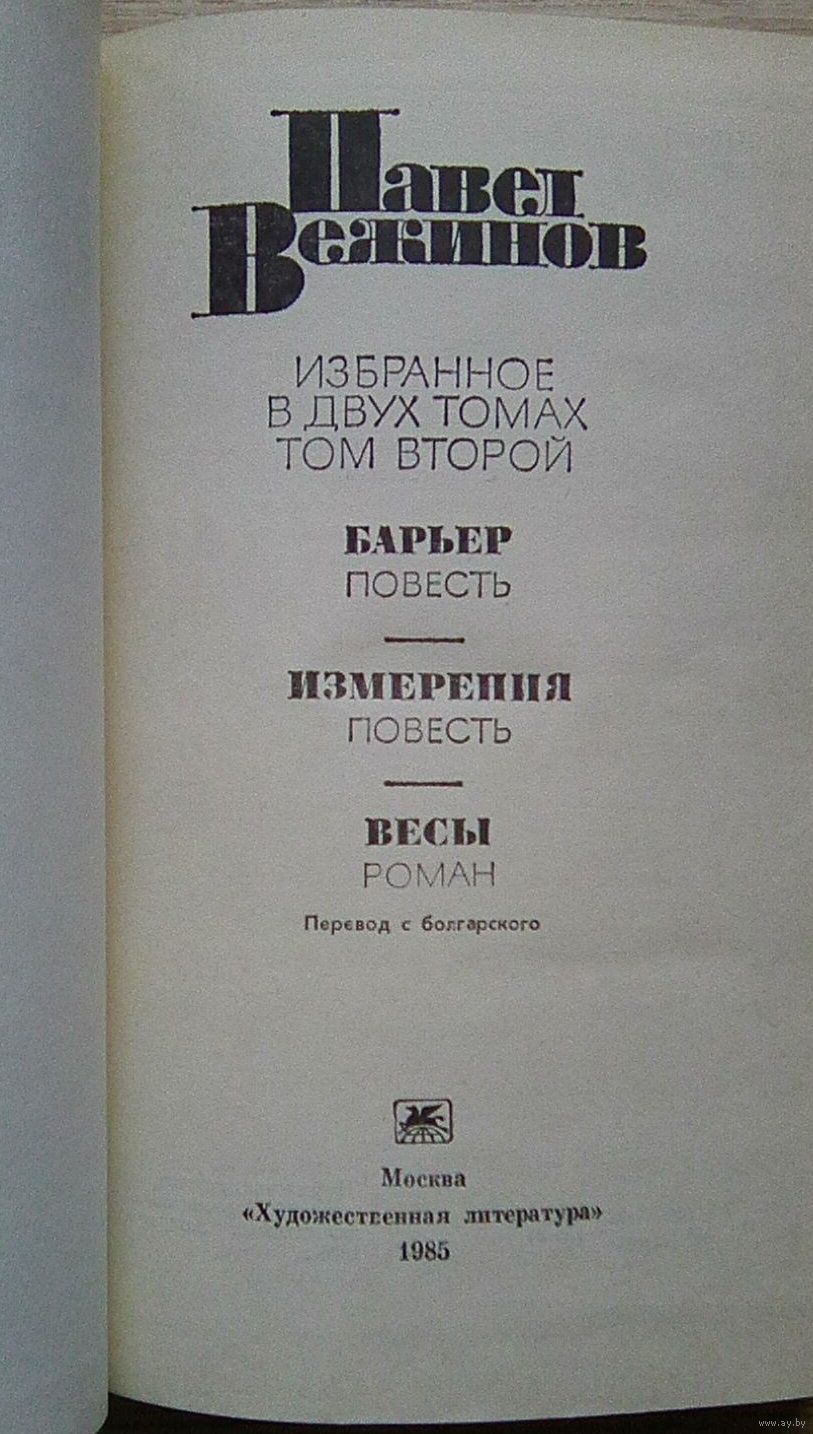 Павел
Вежинов
ИЗБРАННОЕ
В ДВУХ ТОМАХ
ТОМ ВТОРОЙ
БАРЬЕР
ПОВЕСТЬ
ИЗМЕРЕНИЯ
ПОВЕСТЬ
ВЕСЫ
РОМАН
Перевод с болгарского
Москва
«Художественная литература»
1985
www.ay.by